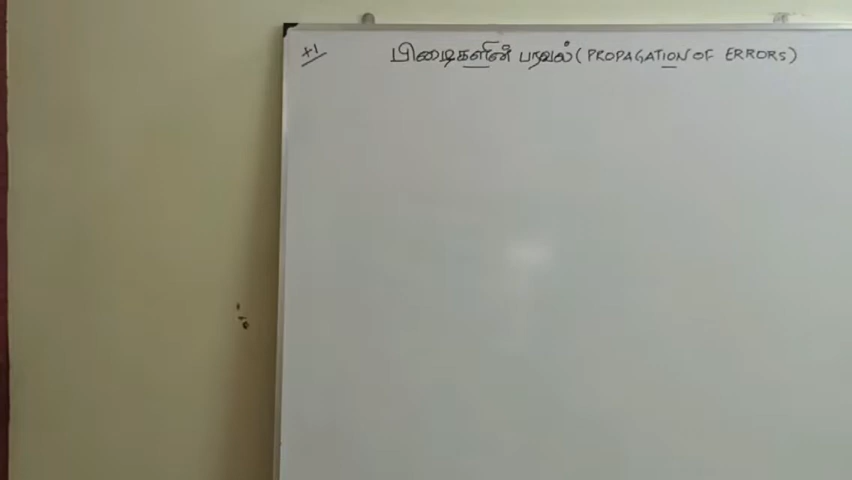 +1
பிழைகளின் பரவல் (PROPAGATION OF ERRORS)